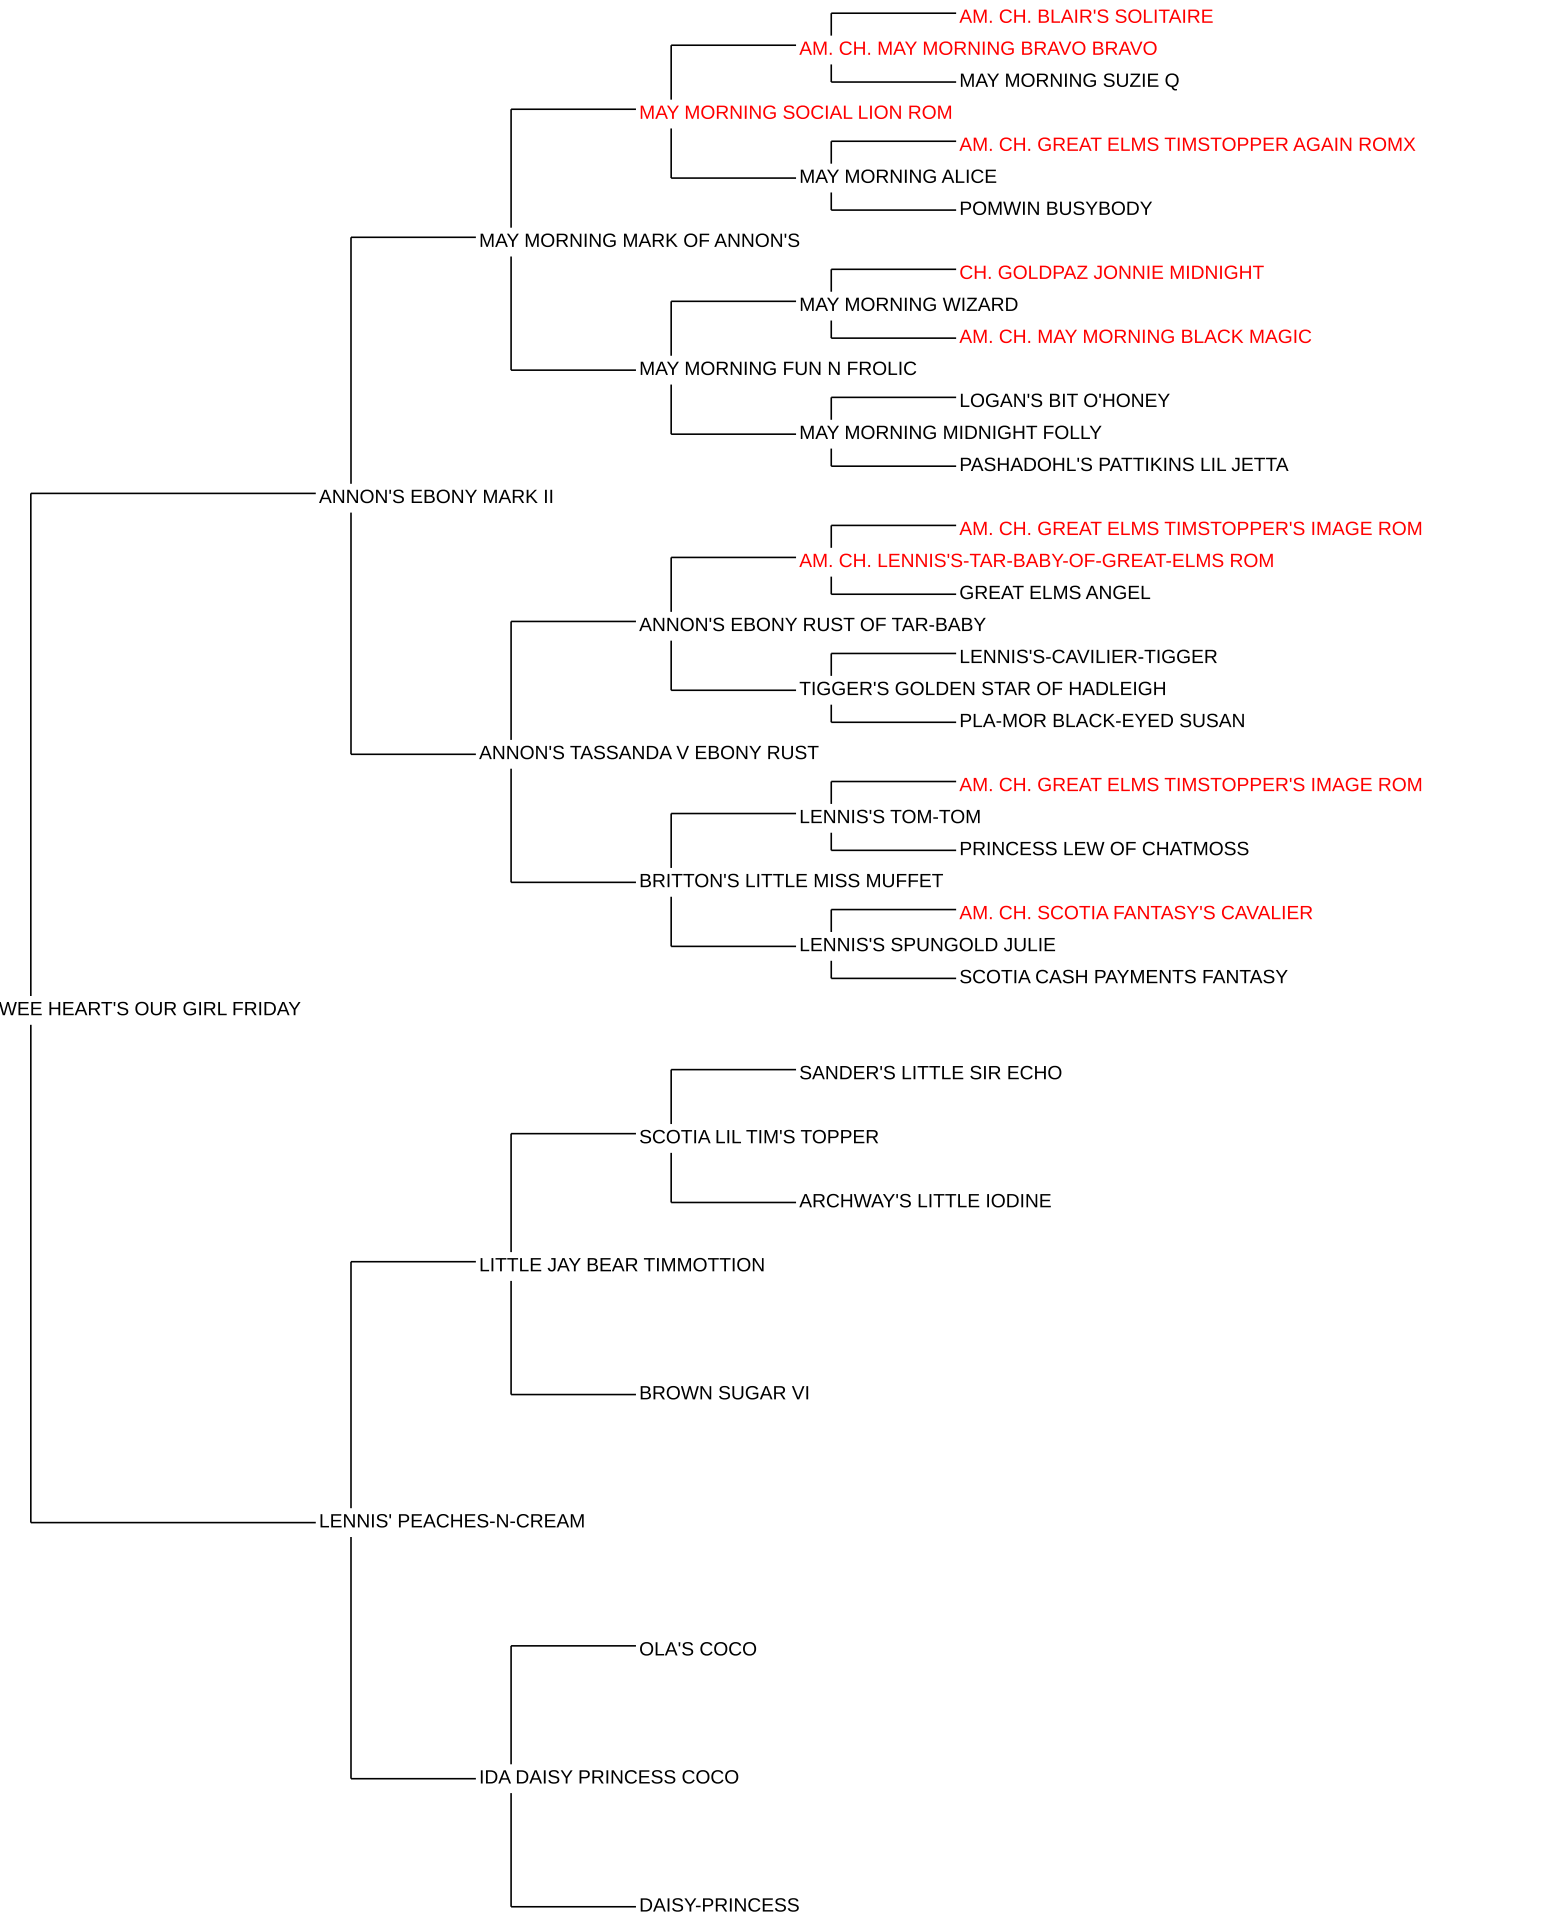 AM. CH. BLAIR'S SOLITAIRE
AM. CH. MAY MORNING BRAVO BRAVO
MAY MORNING SUZIE Q
MAY MORNING SOCIAL LION ROM
AM. CH. GREAT ELMS TIMSTOPPER AGAIN ROMX
MAY MORNING ALICE
POMWIN BUSYBODY
MAY MORNING MARK OF ANNON'S
CH. GOLDPAZ JONNIE MIDNIGHT
MAY MORNING WIZARD
AM. CH. MAY MORNING BLACK MAGIC
MAY MORNING FUN N FROLIC
LOGAN'S BIT O'HONEY
MAY MORNING MIDNIGHT FOLLY
PASHADOHL'S PATTIKINS LIL JETTA
ANNON'S EBONY MARK II
AM. CH. GREAT ELMS TIMSTOPPER'S IMAGE ROM
AM. CH. LENNIS'S-TAR-BABY-OF-GREAT-ELMS ROM
GREAT ELMS ANGEL
ANNON'S EBONY RUST OF TAR-BABY
LENNIS'S-CAVILIER-TIGGER
TIGGER'S GOLDEN STAR OF HADLEIGH
PLA-MOR BLACK-EYED SUSAN
ANNON'S TASSANDA V EBONY RUST
AM. CH. GREAT ELMS TIMSTOPPER'S IMAGE ROM
LENNIS'S TOM-TOM
PRINCESS LEW OF CHATMOSS
BRITTON'S LITTLE MISS MUFFET
AM. CH. SCOTIA FANTASY'S CAVALIER
LENNIS'S SPUNGOLD JULIE
SCOTIA CASH PAYMENTS FANTASY
WEE HEART'S OUR GIRL FRIDAY
SANDER'S LITTLE SIR ECHO
SCOTIA LIL TIM'S TOPPER
ARCHWAY'S LITTLE IODINE
LITTLE JAY BEAR TIMMOTTION
BROWN SUGAR VI
LENNIS' PEACHES-N-CREAM
OLA'S COCO
IDA DAISY PRINCESS COCO
DAISY-PRINCESS